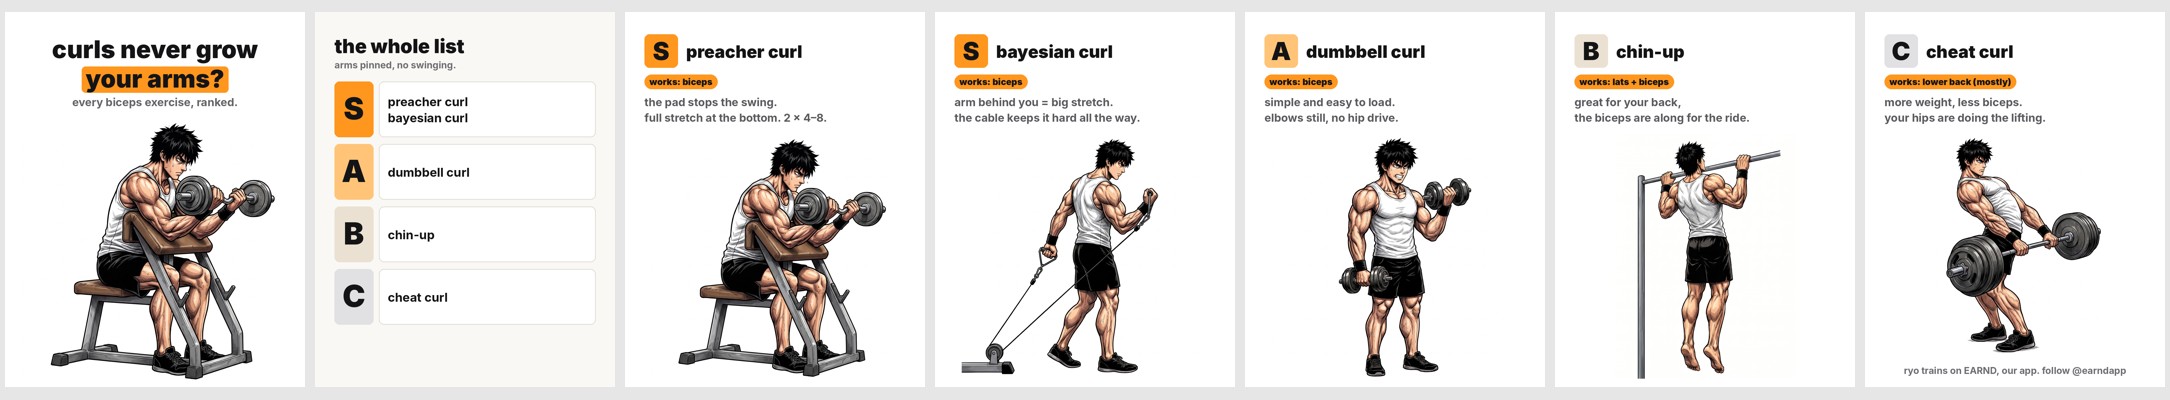 curls never grow
your arms?
every biceps exercise, ranked.
the whole list
arms pinned, no swinging.
S
preacher curl
bayesian curl
A
dumbbell curl
B
chin-up
C
cheat curl
S preacher curl
works: biceps
the pad stops the swing.
full stretch at the bottom. 2 × 4–8.
S bayesian curl
works: biceps
arm behind you = big stretch.
the cable keeps it hard all the way.
A dumbbell curl
works: biceps
simple and easy to load.
elbows still, no hip drive.
B chin-up
works: lats + biceps
great for your back,
the biceps are along for the ride.
C cheat curl
works: lower back (mostly)
more weight, less biceps.
your hips are doing the lifting.
ryo trains on EARND, our app. follow @earndapp